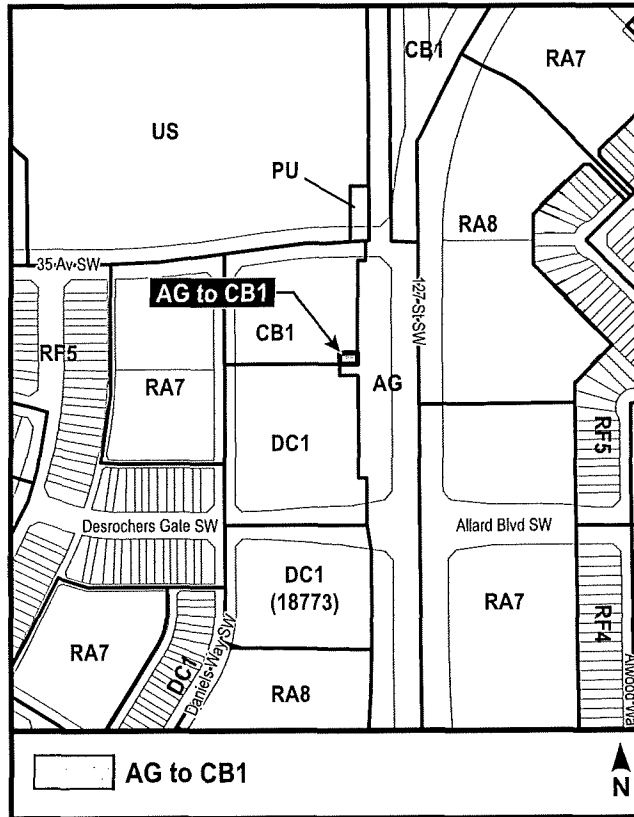 CB1
RA7
US
PU
RA8
35 Av SW
127 St SW
AG to CB1
CB1
RF5
RA7
AG
DC1
RF5
Desrochers Gate SW
Allard Blvd SW
DC1
(18773)
RA7
RF4
RA7
DC1
Daniels Way SW
RA8
AG to CB1
N